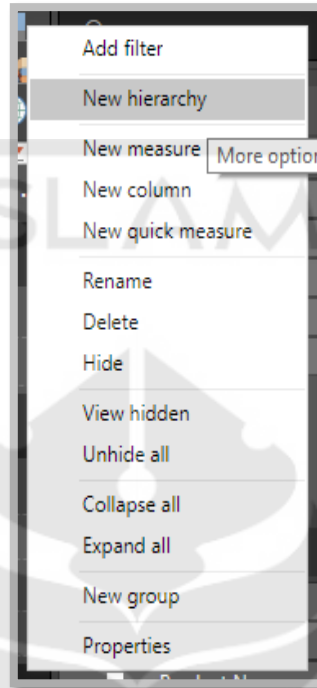 Add filter
New hierarchy
New measure
More option
New column
New quick measure
Rename
Delete
Hide
View hidden
Unhide all
Collapse all
Expand all
New group
Properties